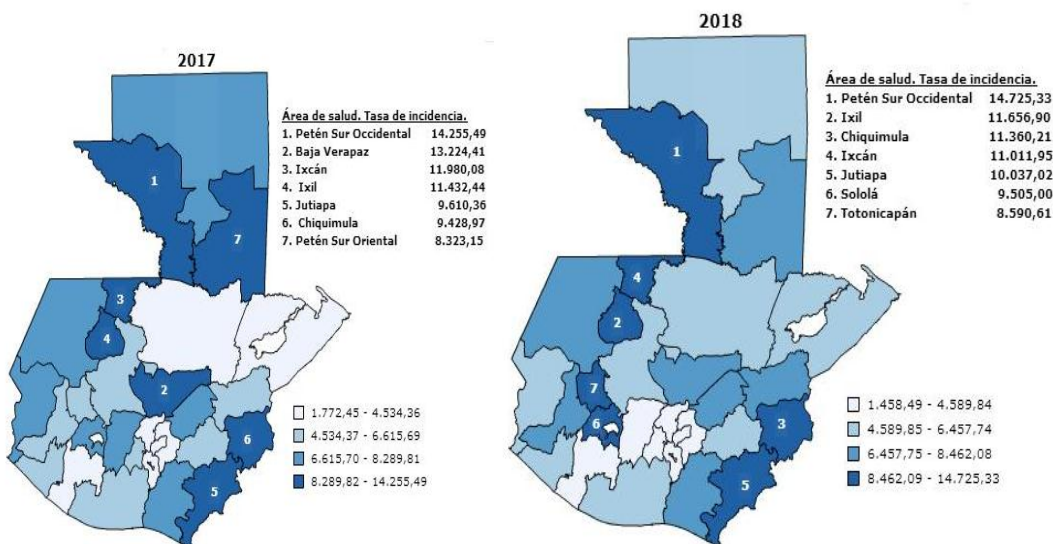 2017
Área de salud. Tasa de incidencia.
1. Petén Sur Occidental 14.255,49
2. Baja Verapaz 13.224,41
3. Ixcán 11.980,08
4. Ixil 11.432,44
5. Jutiapa 9.610,36
6. Chiquimula 9.428,97
7. Petén Sur Oriental 8.323,15
1
7
3
4
2
6
5
1.772,45 - 4.534,36
4.534,37 - 6.615,69
6.615,70 - 8.289,81
8.289,82 - 14.255,49
2018
Área de salud. Tasa de incidencia.
1. Petén Sur Occidental 14.725,33
2. Ixil 11.656,90
3. Chiquimula 11.360,21
4. Ixcán 11.011,95
5. Jutiapa 10.037,02
6. Sololá 9.505,00
7. Totonicapán 8.590,61
1
4
2
7
6
3
5
1.458,49 - 4.589,84
4.589,85 - 6.457,74
6.457,75 - 8.462,08
8.462,09 - 14.725,33